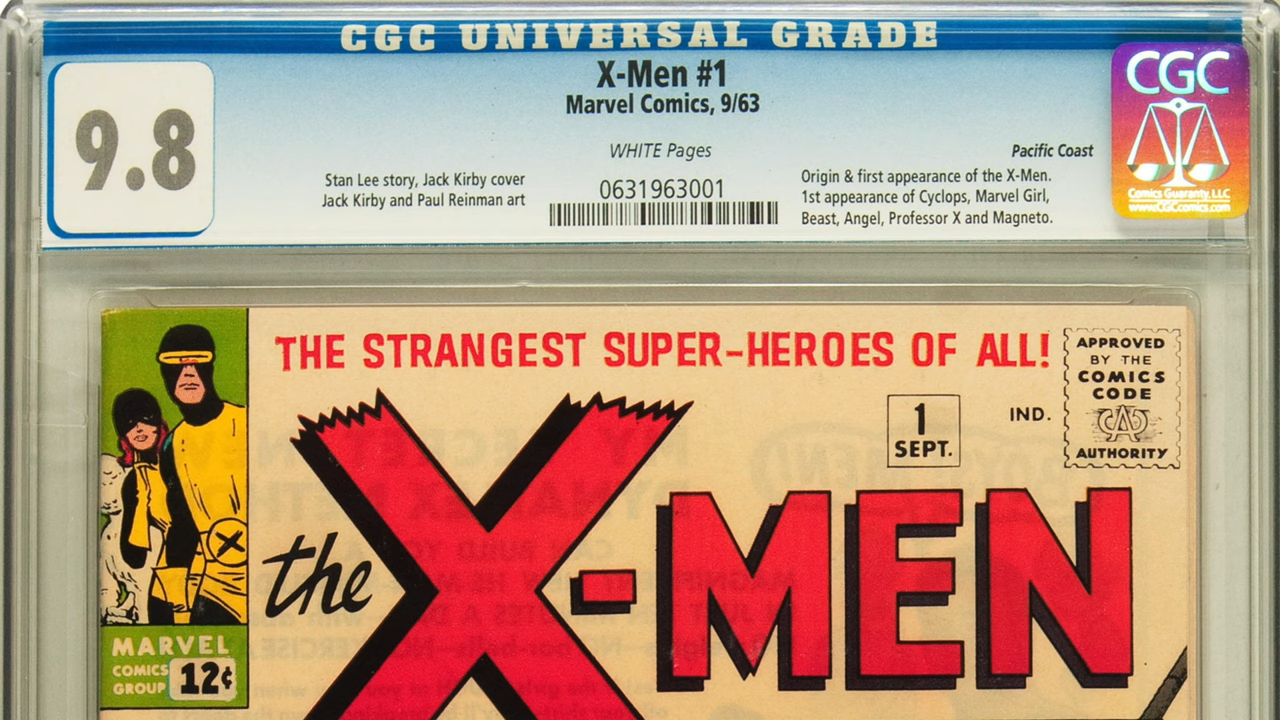 CGC UNIVERSAL GRADE
9.8
X-Men #1
Marvel Comics, 9/63
WHITE Pages
Stan Lee story, Jack Kirby cover
Jack Kirby and Paul Reinman art
0631963001
Pacific Coast
Origin & first appearance of the X-Men.
1st appearance of Cyclops, Marvel Girl,
Beast, Angel, Professor X and Magneto.
CGC
Comics Guaranty, LLC
www.CGCcomics.com
THE STRANGEST SUPER-HEROES OF ALL!
1
SEPT.
IND.
APPROVED
BY THE
COMICS
CODE
CA
AUTHORITY
the X-MEN
X
MARVEL
COMICS
GROUP 12¢